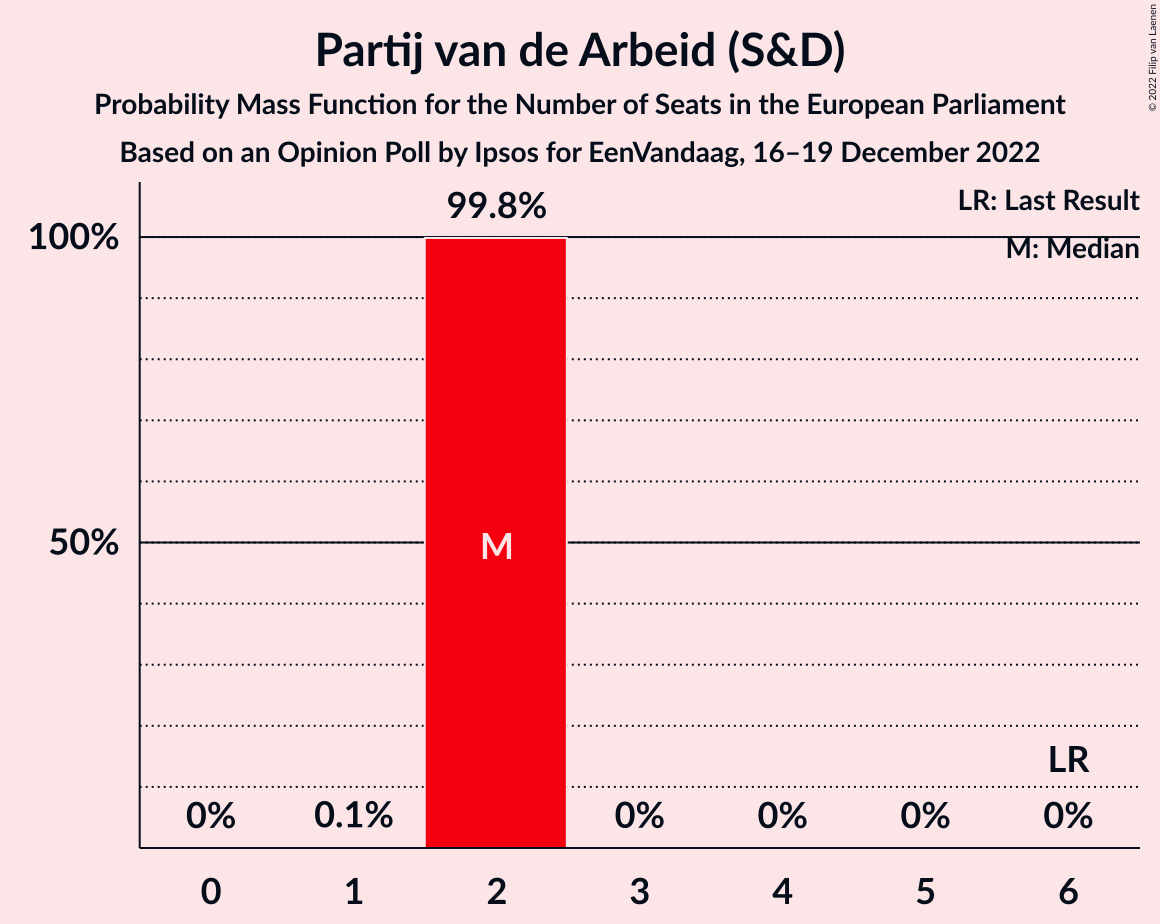 Partij van de Arbeid (S&D)
Probability Mass Function for the Number of Seats in the European Parliament
Based on an Opinion Poll by Ipsos for EenVandaag, 16–19 December 2022
© 2022 Filip van Laenen
LR: Last Result
M: Median
99.8%
100%
50%
M
LR
0% 0.1% 0% 0% 0% 0%
0 1 2 3 4 5 6